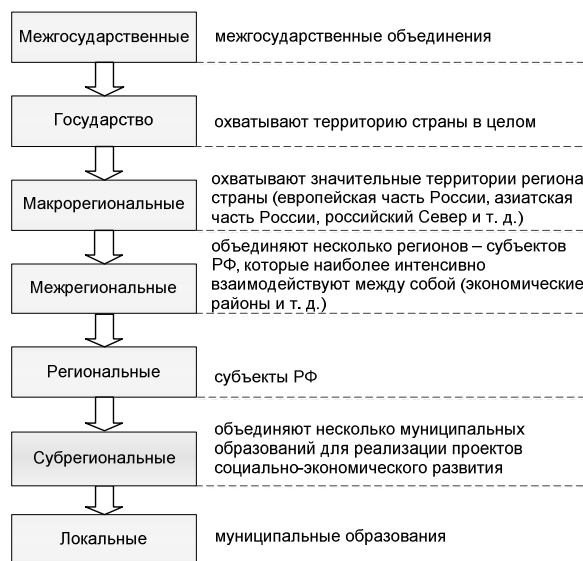 Межгосударственные
межгосударственные объединения
Государство
охватывают территорию страны в целом
Макрорегиональные
охватывают значительные территории региона
страны (европейская часть России, азиатская
часть России, российский Север и т. д.)
Межрегиональные
объединяют несколько регионов – субъектов
РФ, которые наиболее интенсивно
взаимодействуют между собой (экономические
районы и т. д.)
Региональные
субъекты РФ
Субрегиональные
объединяют несколько муниципальных
образований для реализации проектов
социально-экономического развития
Локальные
муниципальные образования